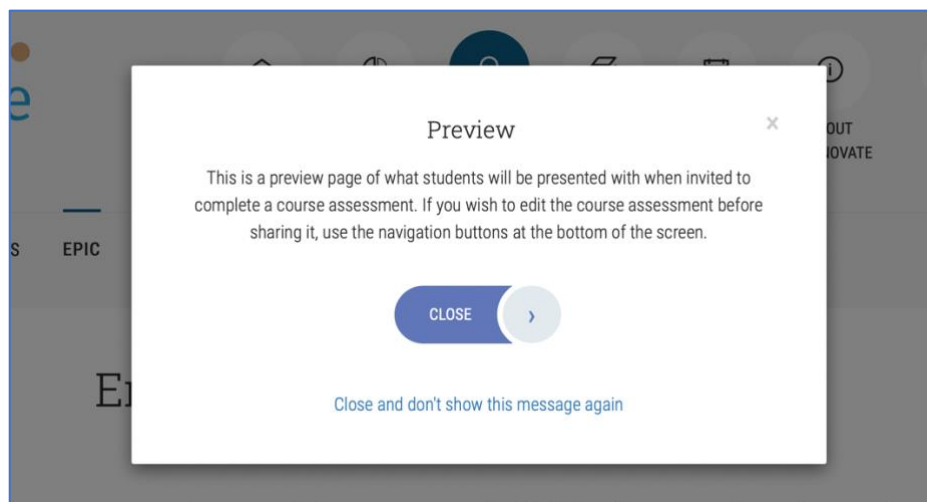 e
Preview
×
OUT
NOVATE
This is a preview page of what students will be presented with when invited to
complete a course assessment. If you wish to edit the course assessment before
sharing it, use the navigation buttons at the bottom of the screen.
S EPIC
CLOSE ›
Close and don't show this message again